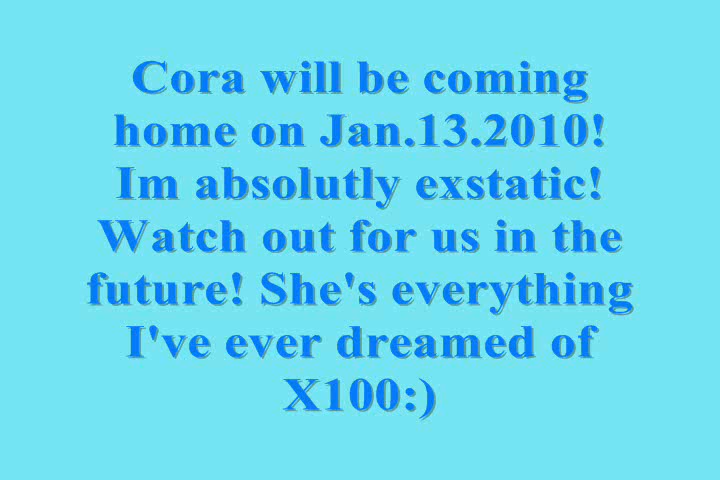 Cora will be coming
home on Jan.13.2010!
Im absolutly exstatic!
Watch out for us in the
future! She's everything
I've ever dreamed of
X100:)